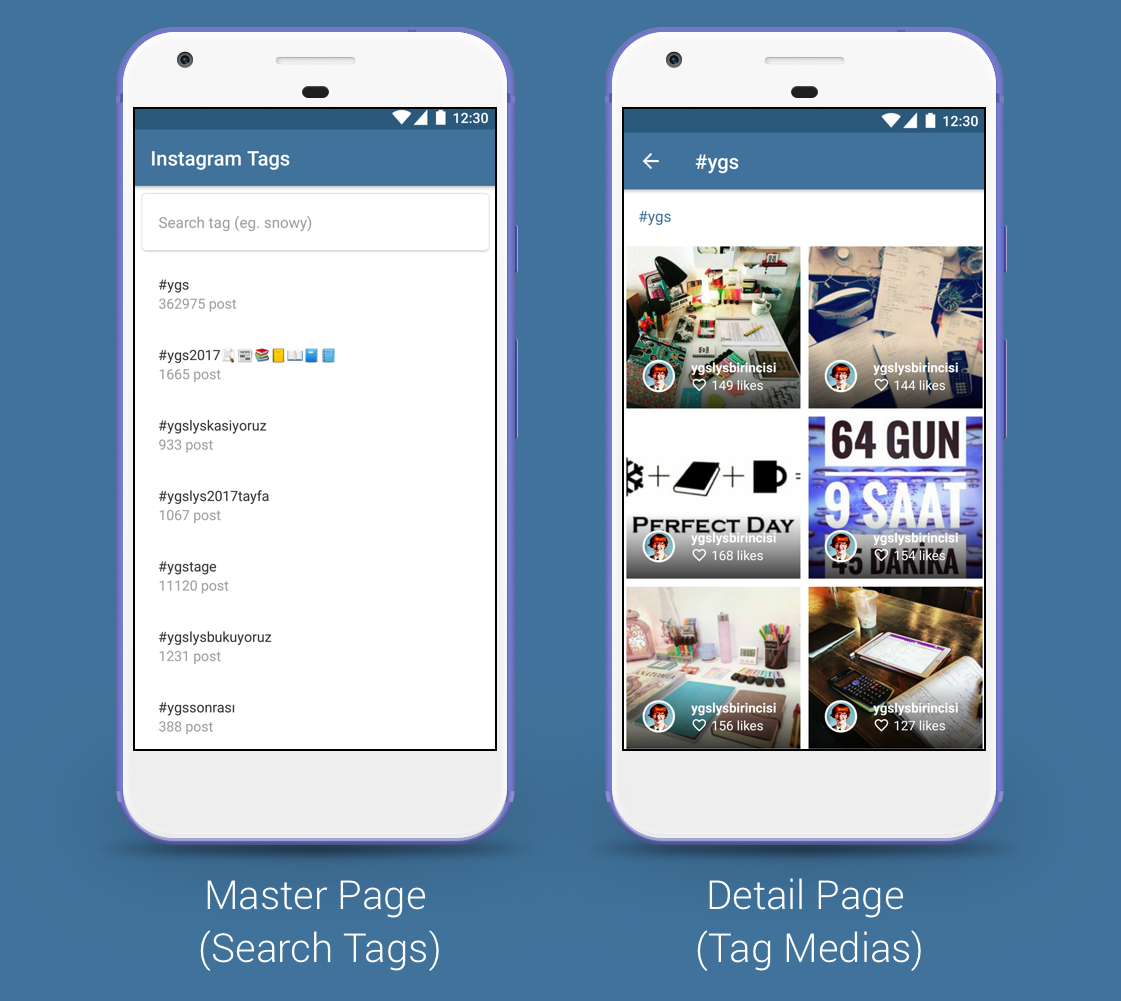 12:30
Instagram Tags
Search tag (eg. snowy)
#ygs
362975 post
#ygs2017📜📰📚📒📖📘📓
1665 post
#ygslyskasiyoruz
933 post
#ygslys2017tayfa
1067 post
#ygstage
11120 post
#ygslysbukuyoruz
1231 post
#ygssonrası
388 post
Master Page
(Search Tags)
12:30
#ygs
#ygs
ygslysbirincisi
149 likes
ygslysbirincisi
144 likes
+ + =
PERFECT DAY
ygslysbirincisi
168 likes
64 GUN
9 SAAT
45 DAKİKA
ygslysbirincisi
154 likes
ygslysbirincisi
156 likes
ygslysbirincisi
127 likes
Detail Page
(Tag Medias)